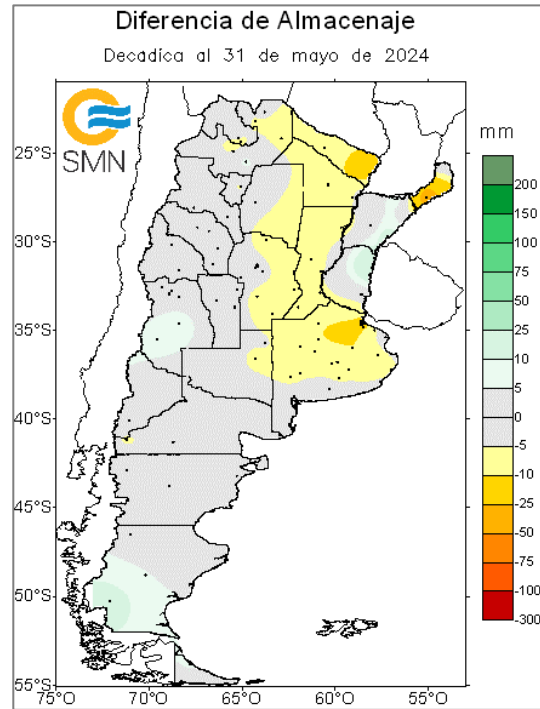 Diferencia de Almacenaje
Decadica al 31 de mayo de 2024
SMN
mm
200
150
100
75
50
25
10
5
0
-5
-10
-25
-50
-75
-100
-300
25°S
30°S
35°S
40°S
45°S
50°S
55°S
75°O
70°O
65°O
60°O
55°O